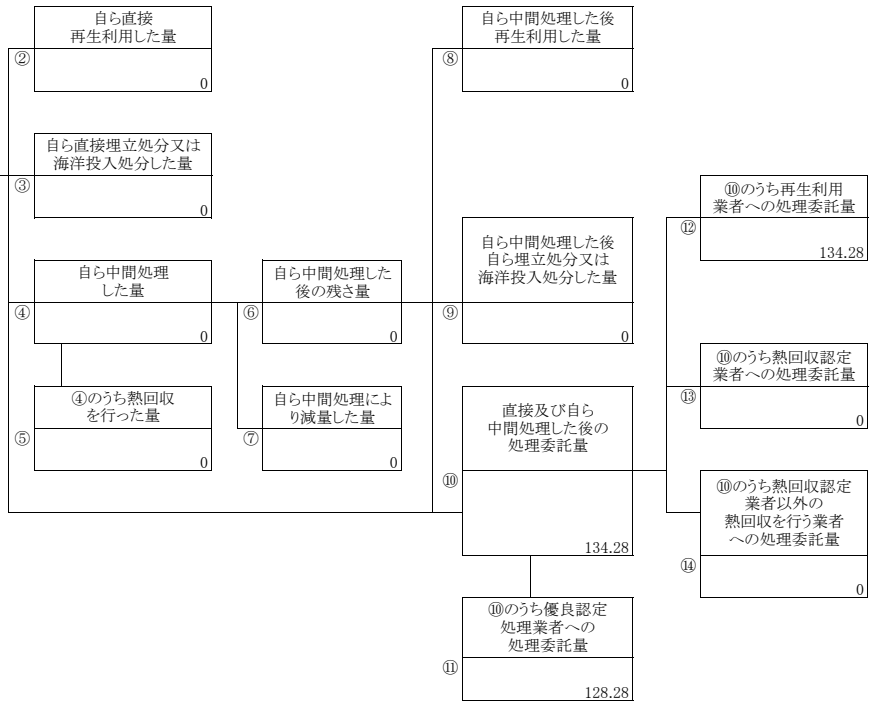 自ら直接
再生利用した量
②
0
自ら直接埋立処分又は
海洋投入処分した量
③
0
自ら中間処理
した量
④
0
④のうち熱回収
を行った量
⑤
0
自ら中間処理した
後の残さ量
⑥
0
自ら中間処理によ
り減量した量
⑦
0
自ら中間処理した後
再生利用した量
⑧
0
自ら中間処理した後
自ら埋立処分又は
海洋投入処分した量
⑨
0
直接及び自ら
中間処理した後の
処理委託量
⑩
134.28
⑩のうち優良認定
処理業者への
処理委託量
⑪
128.28
⑩のうち再生利用
業者への処理委託量
⑫
134.28
⑩のうち熱回収認定
業者への処理委託量
⑬
0
⑩のうち熱回収認定
業者以外の
熱回収を行う業者
への処理委託量
⑭
0